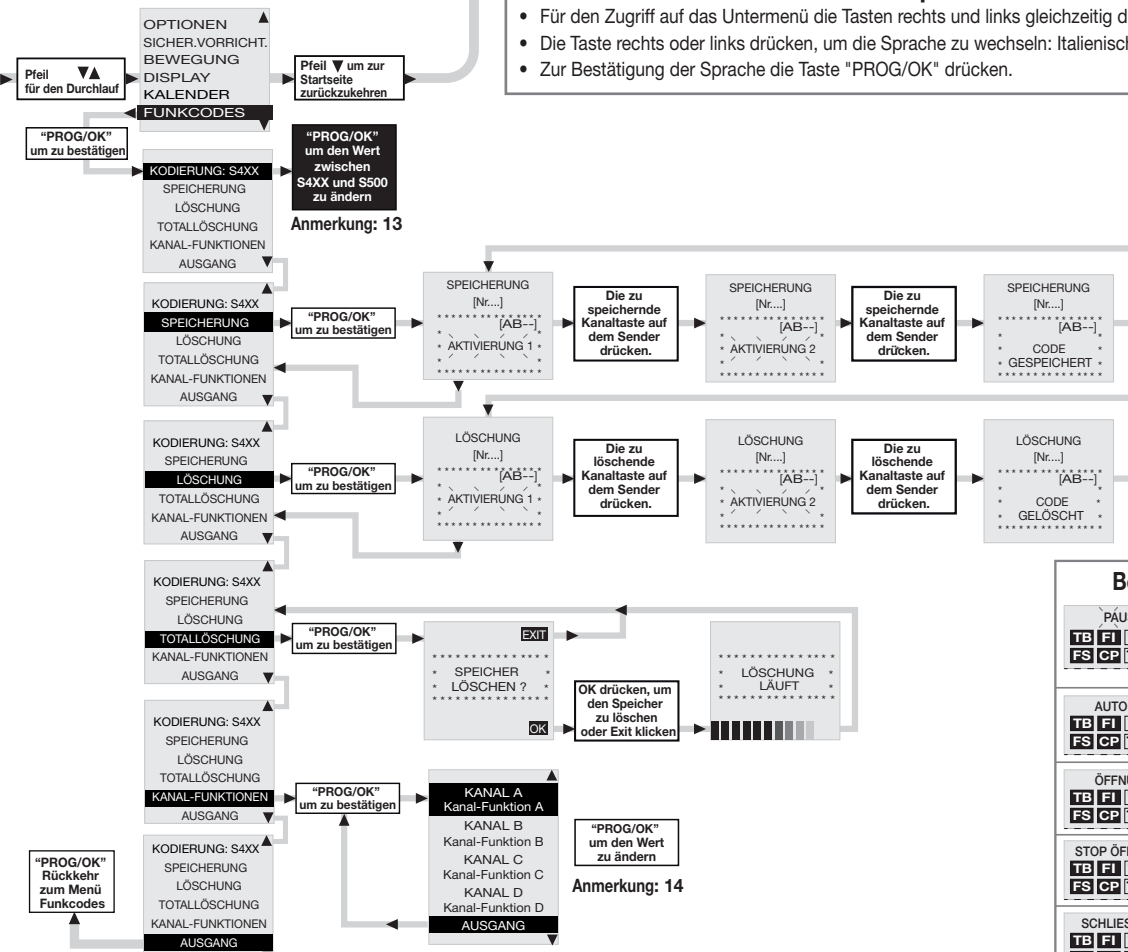 • Für den Zugriff auf das Untermenü die Tasten rechts und links gleichzeitig
• Die Taste rechts oder links drücken, um die Sprache zu wechseln:
• Zur Bestätigung der Sprache die Taste "PROG/OK" drücken.
Pfeil ▼▲
für den Durchlauf
OPTIONEN
SICHER.VORRICHT.
BEWEGUNG
DISPLAY
KALENDER
FUNKCODES
Pfeil ▼ um zur
Startseite
zurückzukehren
“PROG/OK”
um zu bestätigen
KODIERUNG: S4XX
SPEICHERUNG
LÖSCHUNG
TOTALLÖSCHUNG
KANAL-FUNKTIONEN
AUSGANG
“PROG/OK”
um den Wert
zwischen
S4XX und S500
zu ändern
Anmerkung: 13
KODIERUNG: S4XX
SPEICHERUNG
LÖSCHUNG
TOTALLÖSCHUNG
KANAL-FUNKTIONEN
AUSGANG
“PROG/OK”
um zu bestätigen
SPEICHERUNG
[Nr....]
[AB--]
AKTIVIERUNG 1
Die zu
speichernde
Kanaltaste auf
dem Sender
drücken.
SPEICHERUNG
[Nr....]
[AB--]
AKTIVIERUNG 2
Die zu
speichernde
Kanaltaste auf
dem Sender
drücken.
SPEICHERUNG
[Nr....]
[AB--]
CODE
GESPEICHERT
KODIERUNG: S4XX
SPEICHERUNG
LÖSCHUNG
TOTALLÖSCHUNG
KANAL-FUNKTIONEN
AUSGANG
“PROG/OK”
um zu bestätigen
LÖSCHUNG
[Nr....]
[AB--]
AKTIVIERUNG 1
Die zu
löschende
Kanaltaste auf
dem Sender
drücken.
LÖSCHUNG
[Nr....]
[AB--]
AKTIVIERUNG 2
Die zu
löschende
Kanaltaste auf
dem Sender
drücken.
LÖSCHUNG
[Nr....]
[AB--]
CODE
GELÖSCHT
KODIERUNG: S4XX
SPEICHERUNG
LÖSCHUNG
TOTALLÖSCHUNG
KANAL-FUNKTIONEN
AUSGANG
“PROG/OK”
um zu bestätigen
EXIT
SPEICHER
LÖSCHEN ?
OK
OK drücken, um
den Speicher
zu löschen
oder Exit klicken
LÖSCHUNG
LÄUFT
KODIERUNG: S4XX
SPEICHERUNG
LÖSCHUNG
TOTALLÖSCHUNG
KANAL-FUNKTIONEN
AUSGANG
“PROG/OK”
um zu bestätigen
KANAL A
Kanal-Funktion A
KANAL B
Kanal-Funktion B
KANAL C
Kanal-Funktion C
KANAL D
Kanal-Funktion D
AUSGANG
“PROG/OK”
um den Wert
zu ändern
Anmerkung: 14
“PROG/OK”
Rückkehr
zum Menü
Funkcodes
KODIERUNG: S4XX
SPEICHERUNG
LÖSCHUNG
TOTALLÖSCHUNG
KANAL-FUNKTIONEN
AUSGANG
TB FI
FS CP
AUTO
TB FI
FS CP
TB FI
FS CP
STOP
TB FI
FS CP
TB FI